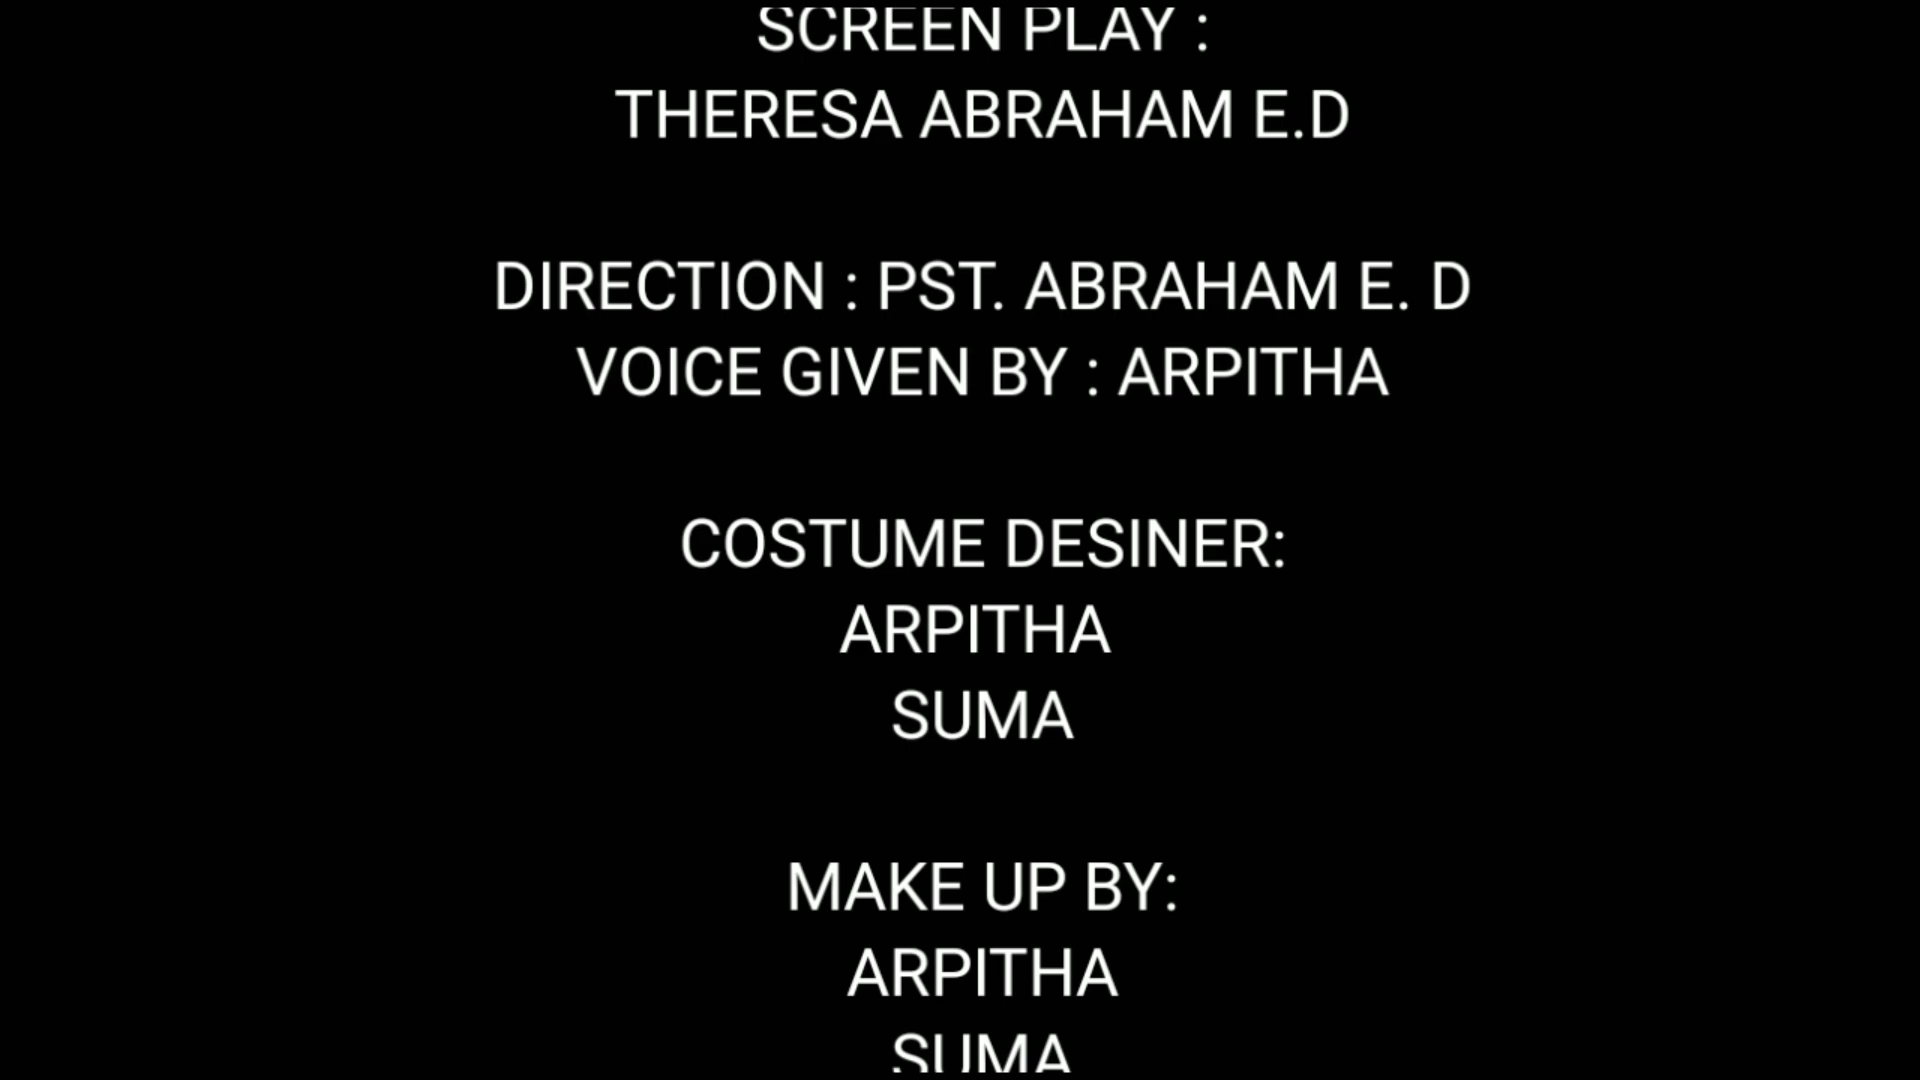 SCREEN PLAY :
THERESA ABRAHAM E.D
DIRECTION : PST. ABRAHAM E. D
VOICE GIVEN BY : ARPITHA
COSTUME DESINER:
ARPITHA
SUMA
MAKE UP BY:
ARPITHA
SUMA